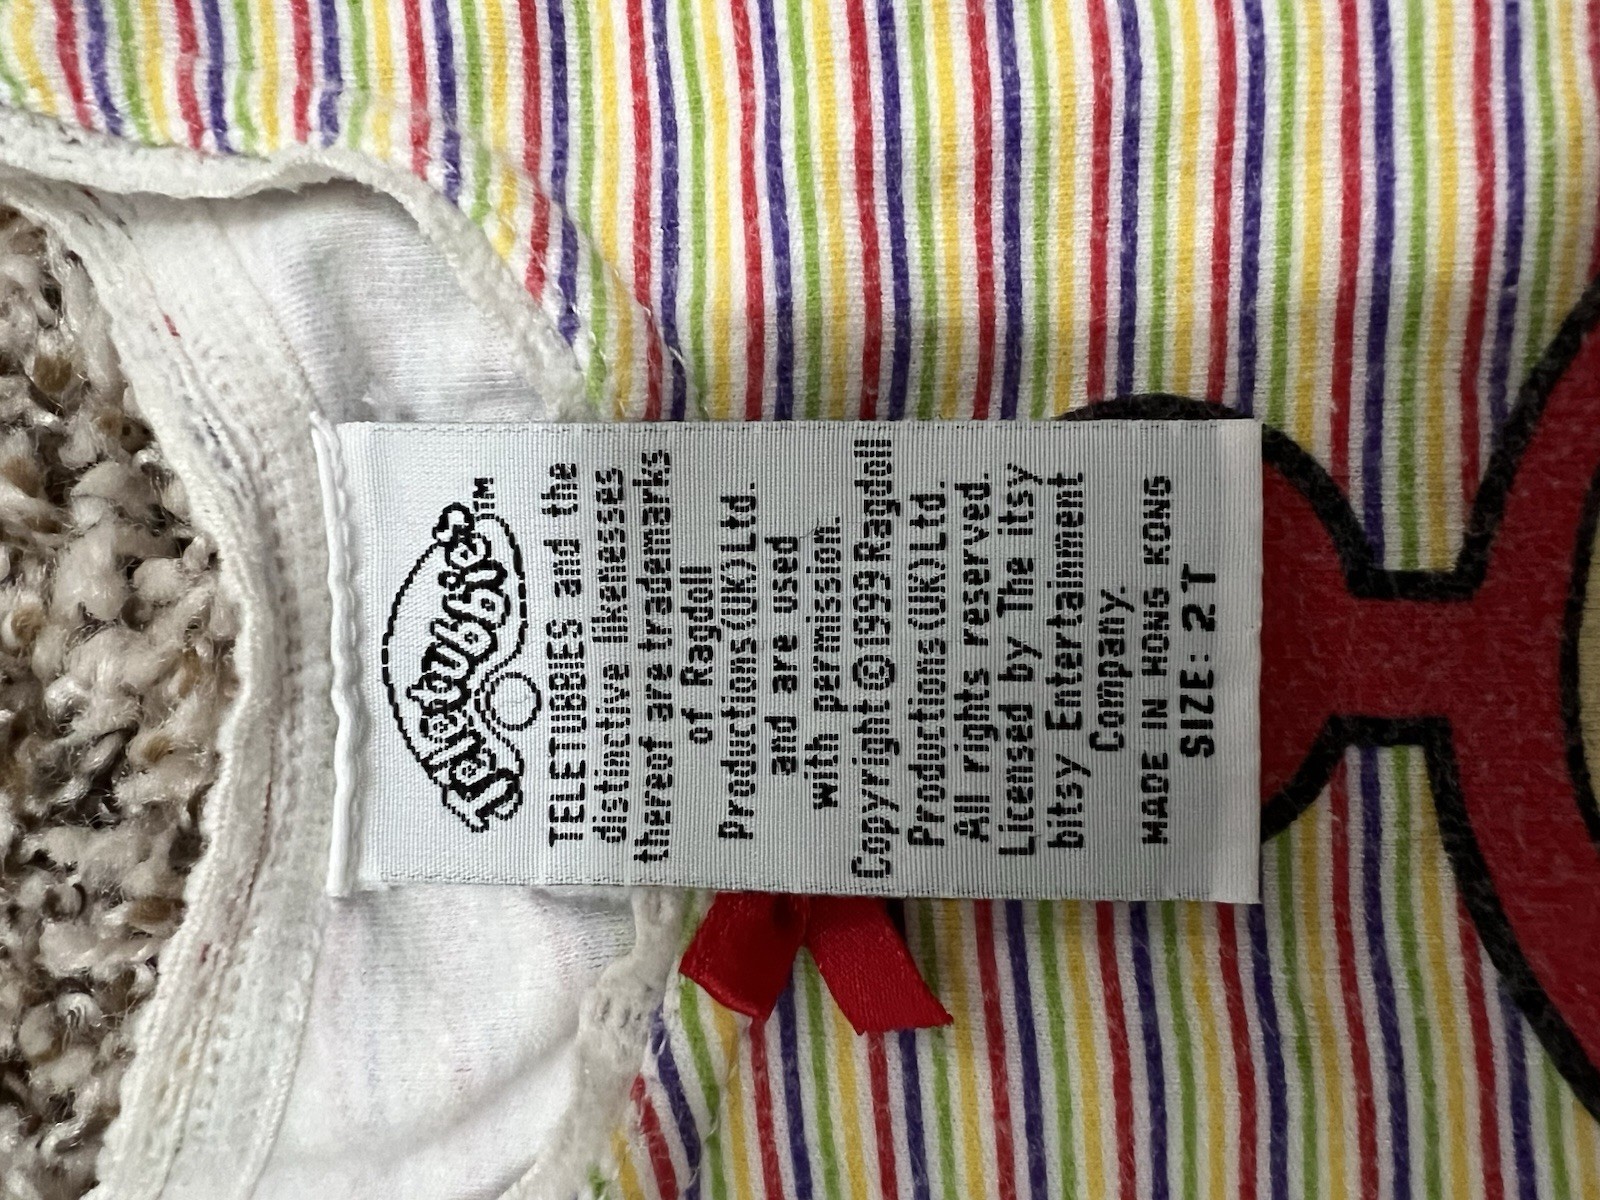 Teletubbies™
TELETUBBIES and the
distinctive likenesses
thereof are trademarks
of Ragdoll
Productions (UK) Ltd.
and are used
with permission.
Copyright © 1999 Ragdoll
Productions (UK) Ltd.
All rights reserved.
Licensed by The itsy
bitsy Entertainment
Company.
MADE IN HONG KONG
SIZE: 2T